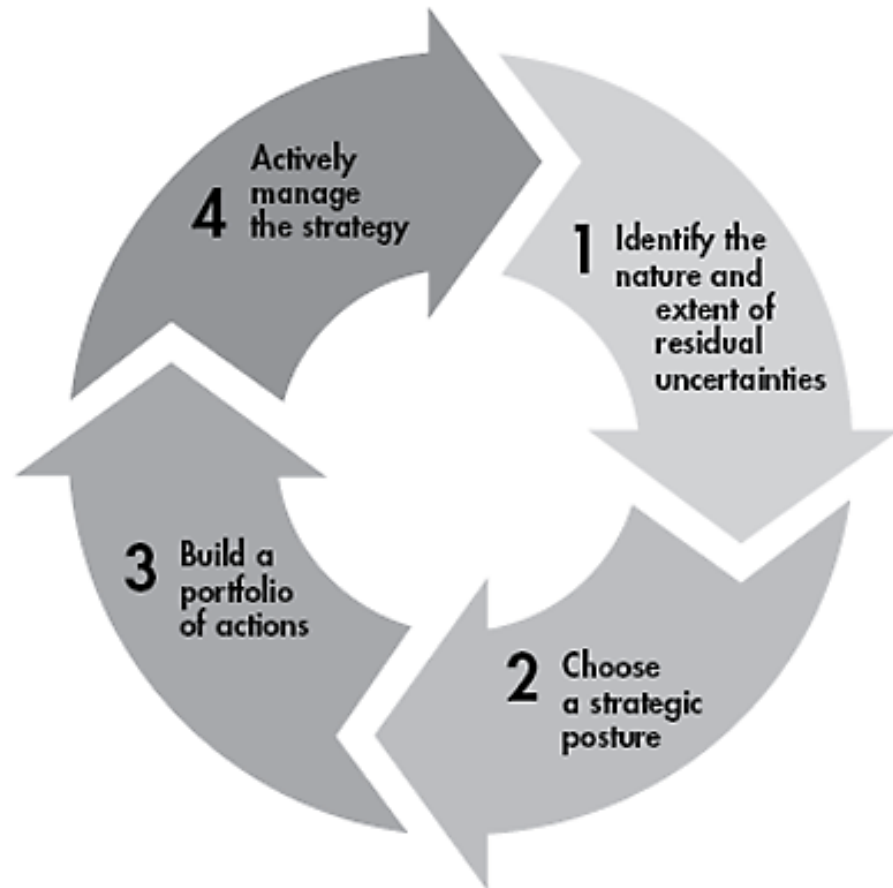 1 Identify the
nature and
extent of
residual
uncertainties
2 Choose
a strategic
posture
3 Build a
portfolio
of actions
4 Actively
manage
the strategy